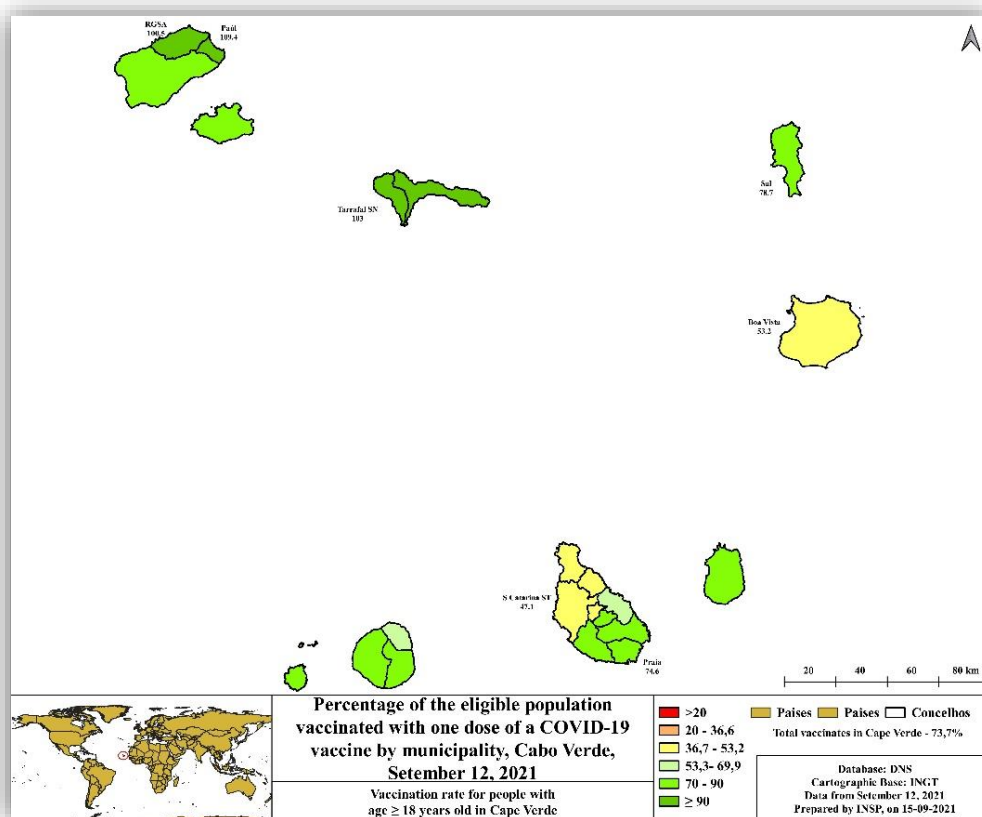 RGSA
100.5
Paúl
109.4
Tarrafal SN
103
Sal
78.7
Boa Vista
53.2
S Catarina ST
47.1
Praia
74.6
20 40 60 80 km
Percentage of the eligible population
vaccinated with one dose of a COVID-19
vaccine by municipality, Cabo Verde,
Setember 12, 2021
Vaccination rate for people with
age ≥ 18 years old in Cape Verde
>20
20 - 36,6
36,7 - 53,2
53,3- 69,9
70 - 90
≥ 90
Paises Paises Concelhos
Total vaccinates in Cape Verde - 73,7%
Database: DNS
Cartographic Base: INGT
Data from Setember 12, 2021
Prepared by INSP, on 15-09-2021